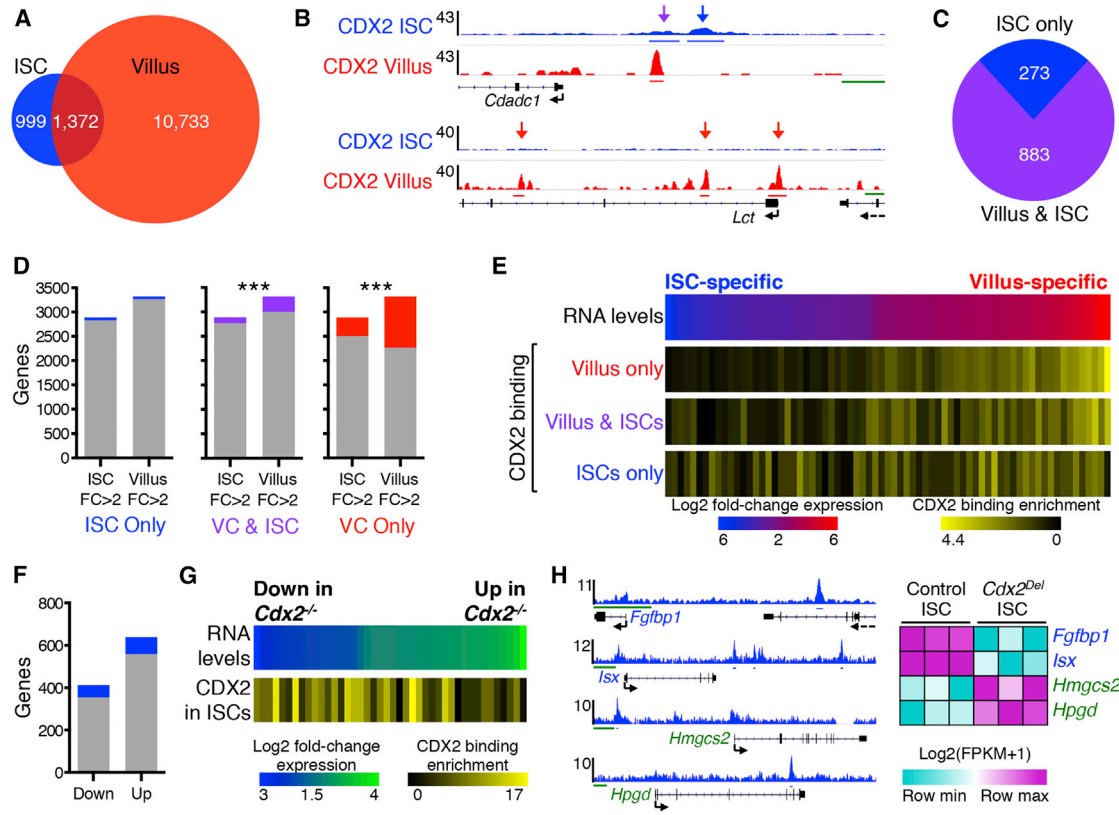 A
ISC
Villus
999
1,372
10,733
B
CDX2 ISC
43
CDX2 Villus
43
Cdadc1
CDX2 ISC
40
CDX2 Villus
40
Lct
C
ISC only
273
883
Villus & ISC
D
Genes
3500
3000
2500
2000
1500
1000
500
0
***
***
ISC FC>2
Villus FC>2
ISC Only
ISC FC>2
Villus FC>2
VC & ISC
ISC FC>2
Villus FC>2
VC Only
E
ISC-specific
Villus-specific
RNA levels
CDX2 binding
Villus only
Villus & ISCs
ISCs only
Log2 fold-change expression
6 2 6
CDX2 binding enrichment
4.4 0
F
Genes
800
600
400
200
0
Down
Up
G
Down in
Cdx2-/-
Up in
Cdx2-/-
RNA
levels
CDX2
in ISCs
Log2 fold-change
expression
3 1.5 4
CDX2 binding
enrichment
0 17
H
11
Fgfbp1
12
Isx
10
Hmgcs2
10
Hpgd
Control
ISC
Cdx2Del
ISC
Fgfbp1
Isx
Hmgcs2
Hpgd
Log2(FPKM+1)
Row min
Row max